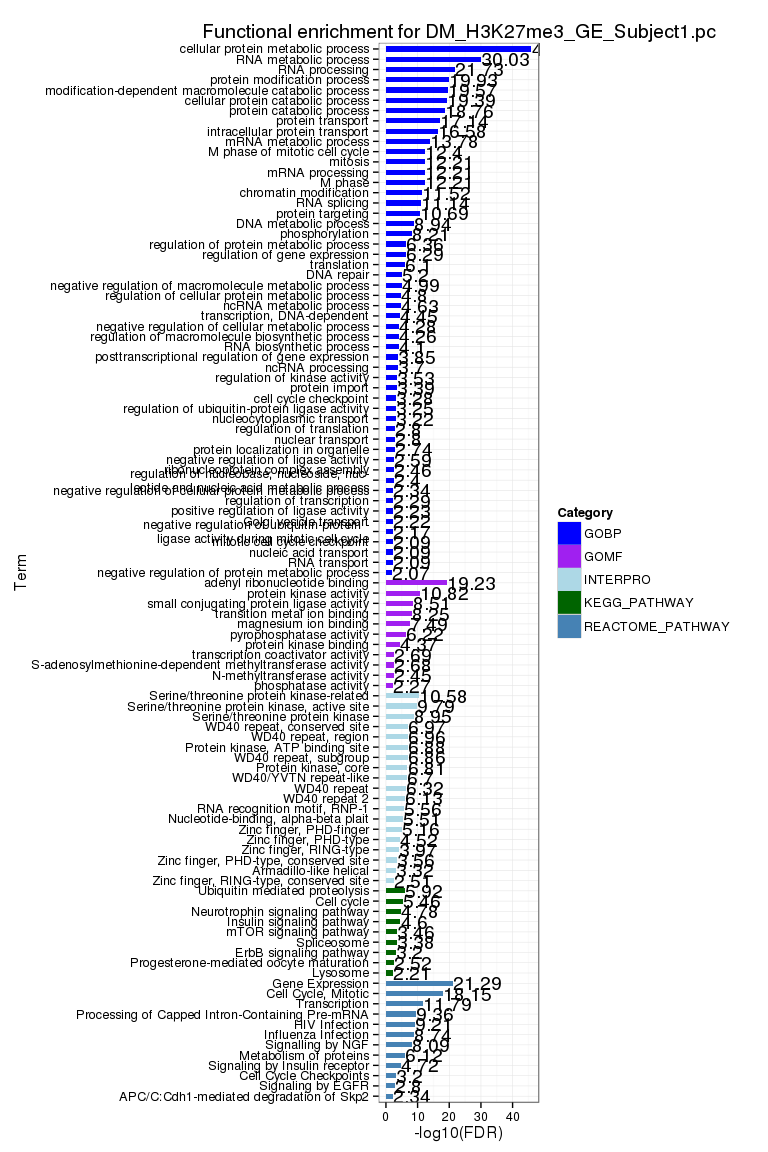 Functional enrichment for DM_H3K27me3_GE_Subject1.pc
cellular protein metabolic process 4
RNA metabolic process 30.03
RNA processing 21.73
protein modification process 19.93
modification-dependent macromolecule catabolic process 19.57
cellular protein catabolic process 19.39
protein catabolic process 18.76
protein transport 17.14
intracellular protein transport 16.58
mRNA metabolic process 13.78
M phase of mitotic cell cycle 12.4
mitosis 12.21
mRNA processing 12.21
M phase 12.21
chromatin modification 11.52
RNA splicing 11.14
protein targeting 10.69
DNA metabolic process 8.94
phosphorylation 8.21
regulation of protein metabolic process 6.36
regulation of gene expression 6.29
translation 6.1
DNA repair 5.2
negative regulation of macromolecule metabolic process 4.99
regulation of cellular protein metabolic process 4.8
ncRNA metabolic process 4.63
transcription, DNA-dependent 4.45
negative regulation of cellular metabolic process 4.28
regulation of macromolecule biosynthetic process 4.26
RNA biosynthetic process 4.1
posttranscriptional regulation of gene expression 3.85
ncRNA processing 3.7
regulation of kinase activity 3.53
protein import 3.39
cell cycle checkpoint 3.28
regulation of ubiquitin-protein ligase activity 3.25
nucleocytoplasmic transport 3.22
regulation of translation 2.8
nuclear transport 2.8
protein localization in organelle 2.74
negative regulation of ligase activity 2.59
ribonucleoprotein complex assembly 2.46
regulation of nucleobase, nucleoside, nuc-
leotide and nucleic acid metabolic process 2.4
negative regulation of cellular protein metabolic process 2.34
regulation of transcription 2.29
positive regulation of ligase activity 2.23
Golgi vesicle transport 2.22
negative regulation of ubiquitin-protein
ligase activity during mitotic cell cycle 2.17
mitotic cell cycle checkpoint 2.09
nucleic acid transport 2.09
RNA transport 2.09
negative regulation of protein metabolic process 2.07
adenyl ribonucleotide binding 19.23
protein kinase activity 10.82
small conjugating protein ligase activity 8.51
transition metal ion binding 8.25
magnesium ion binding 7.49
pyrophosphatase activity 6.22
protein kinase binding 4.37
transcription coactivator activity 2.69
S-adenosylmethionine-dependent methyltransferase activity 2.68
N-methyltransferase activity 2.45
phosphatase activity 2.27
Serine/threonine protein kinase-related 10.58
Serine/threonine protein kinase, active site 9.79
Serine/threonine protein kinase 8.95
WD40 repeat, conserved site 6.97
WD40 repeat, region 6.96
Protein kinase, ATP binding site 6.88
WD40 repeat, subgroup 6.86
Protein kinase, core 6.81
WD40/YVTN repeat-like 6.7
WD40 repeat 6.32
WD40 repeat 2 6.13
RNA recognition motif, RNP-1 5.56
Nucleotide-binding, alpha-beta plait 5.51
Zinc finger, PHD-finger 5.16
Zinc finger, PHD-type 4.52
Zinc finger, RING-type 3.97
Zinc finger, PHD-type, conserved site 3.56
Armadillo-like helical 3.32
Zinc finger, RING-type, conserved site 2.51
Ubiquitin mediated proteolysis 5.92
Cell cycle 5.46
Neurotrophin signaling pathway 4.78
Insulin signaling pathway 4.6
mTOR signaling pathway 3.46
Spliceosome 3.38
ErbB signaling pathway 3.2
Progesterone-mediated oocyte maturation 2.52
Lysosome 2.21
Gene Expression 21.29
Cell Cycle, Mitotic 18.15
Transcription 11.79
Processing of Capped Intron-Containing Pre-mRNA 9.36
HIV Infection 9.21
Influenza Infection 8.74
Signalling by NGF 8.09
Metabolism of proteins 6.12
Signaling by Insulin receptor 4.72
Cell Cycle Checkpoints 3.2
Signaling by EGFR 2.8
APC/C:Cdh1-mediated degradation of Skp2 2.34
0 10 20 30 40
-log10(FDR)
Term
Category
GOBP
GOMF
INTERPRO
KEGG_PATHWAY
REACTOME_PATHWAY